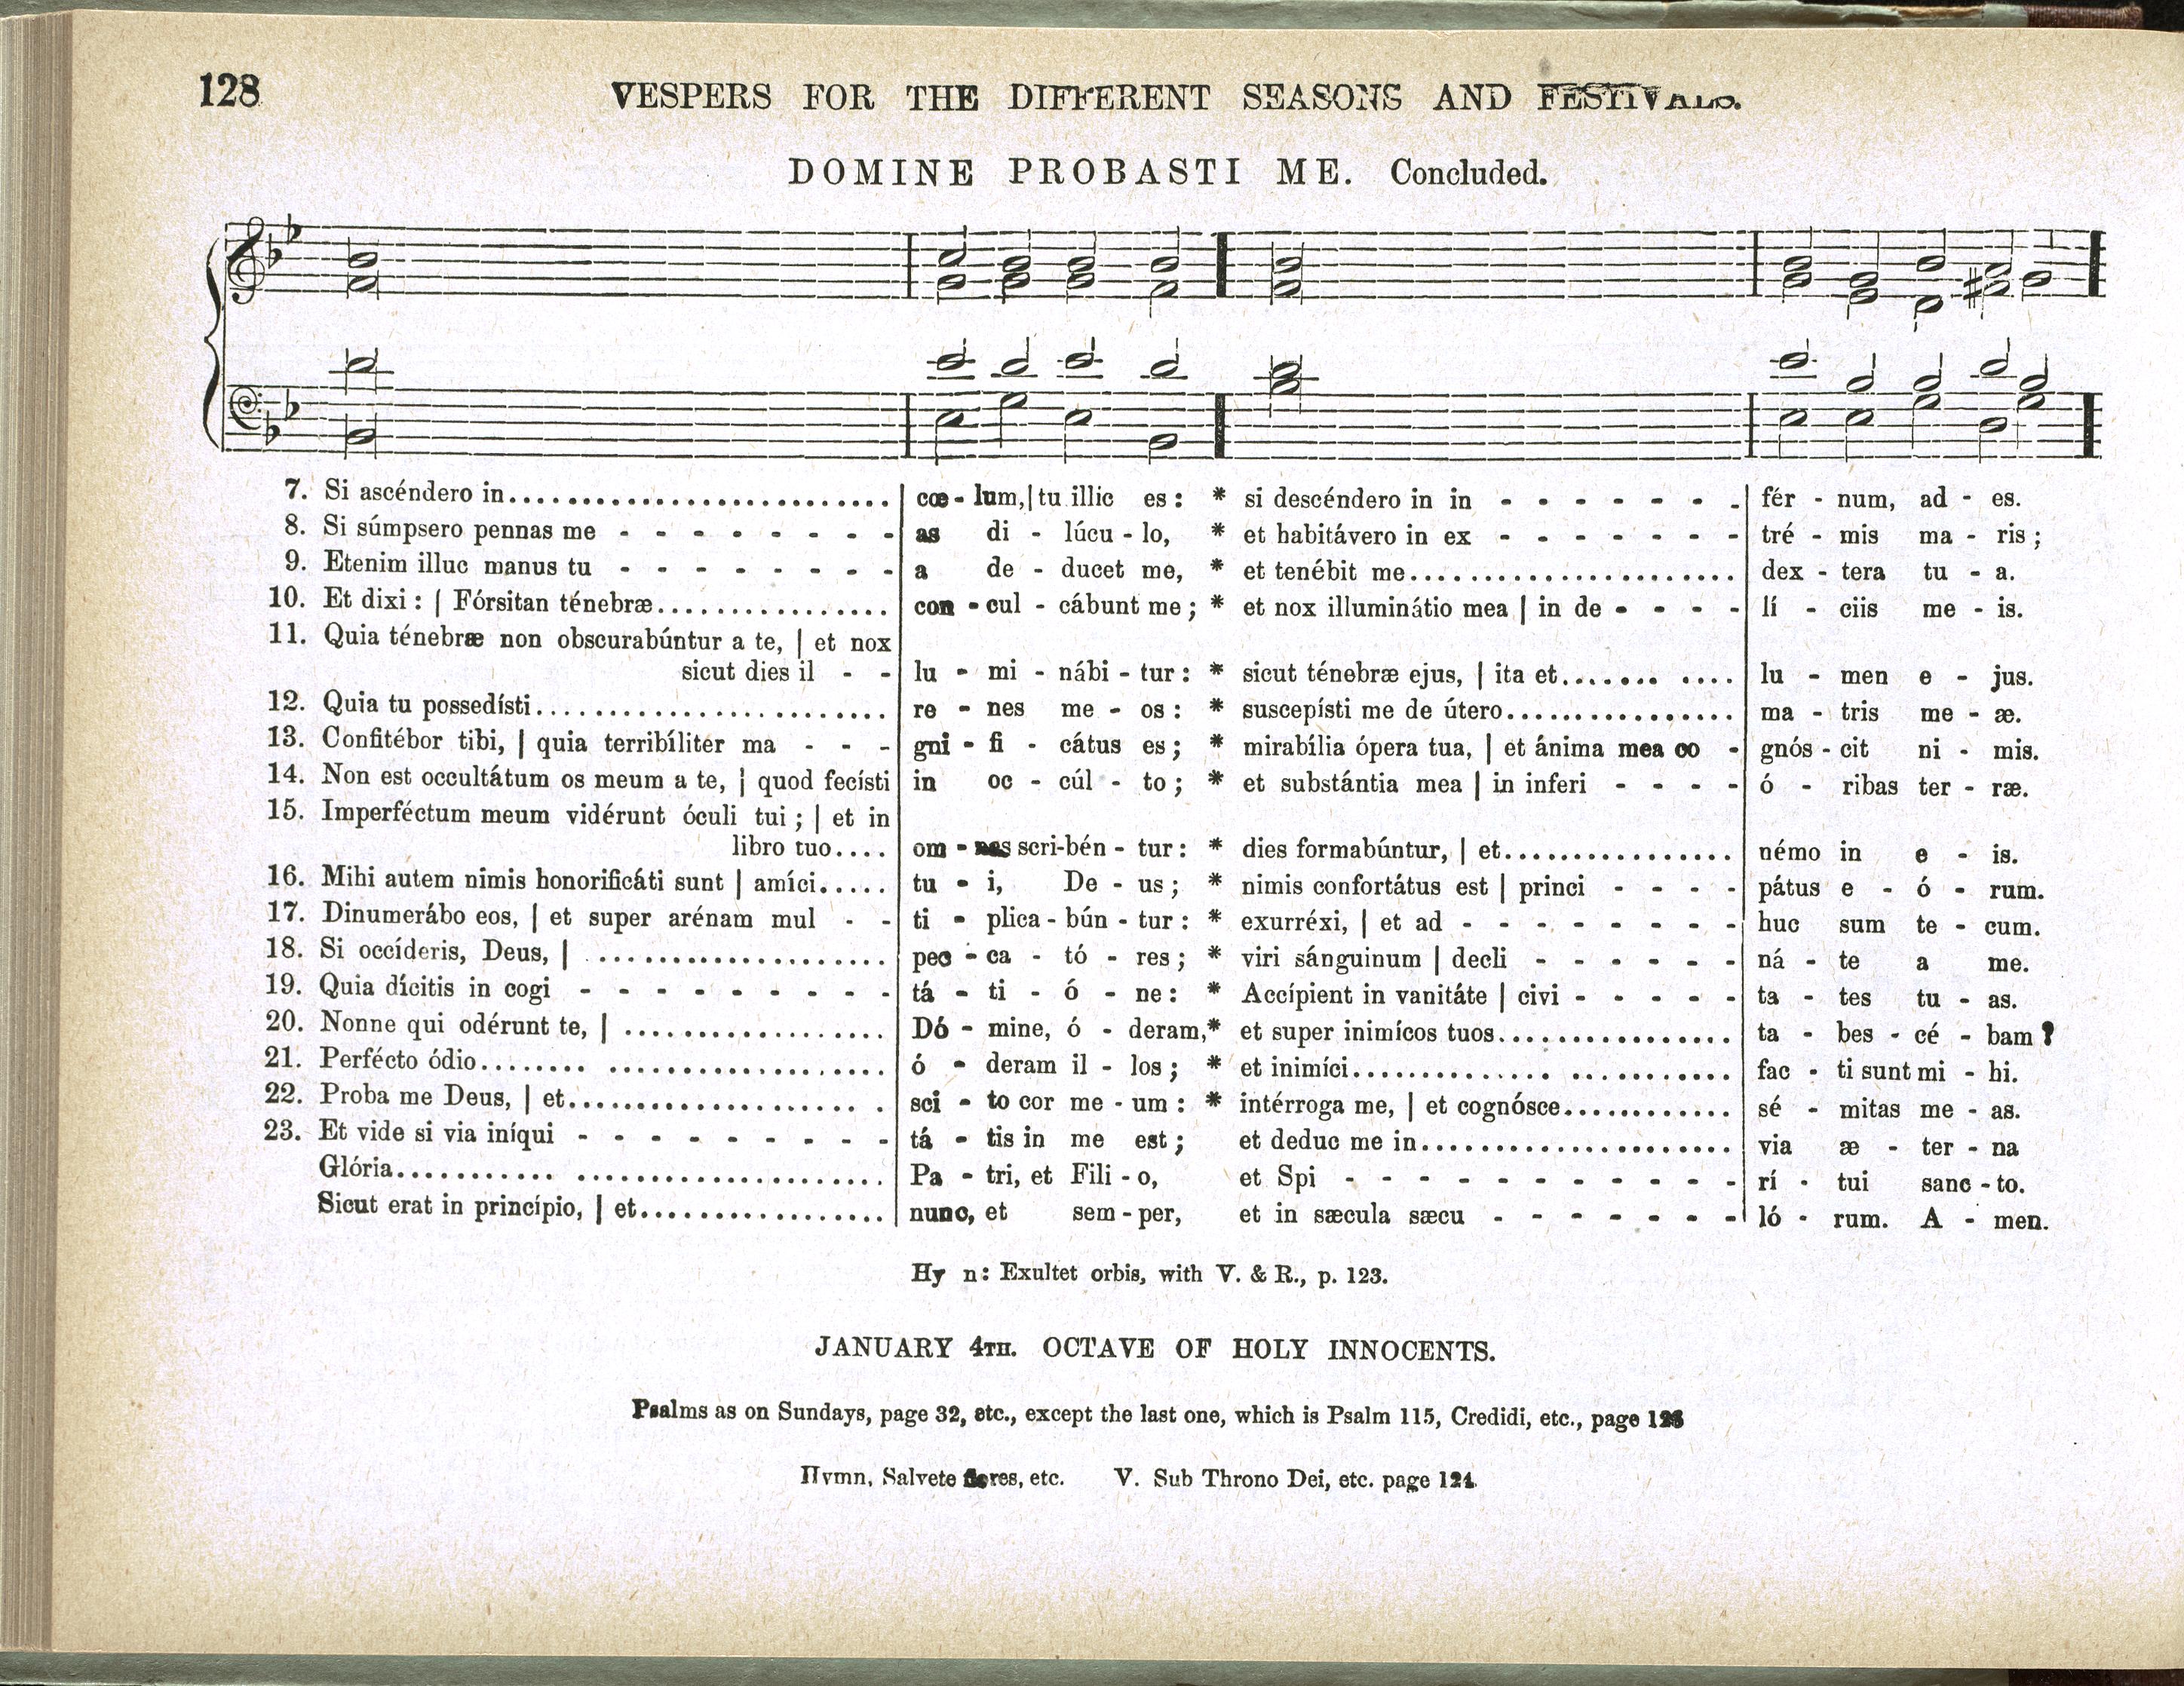 128 VESPERS FOR THE DIFFERENT SEASONS AND FESTIVALS.
DOMINE PROBASTI ME. Concluded.
7. Si ascéndero in.......................... | cœ - lum, | tu illic es : * si descéndero in in - - - - - - - | fér - num, ad - es.
8. Si súmpsero pennas me - - - - - - - - | as di - lúcu - lo, * et habitávero in ex - - - - - - - | tré - mis ma - ris ;
9. Etenim illuc manus tu - - - - - - - - | a de - ducet me, * et tenébit me...................... | dex - tera tu - a.
10. Et dixi : | Fórsitan ténebræ................ | con - cul - cábunt me ; * et nox illuminátio mea | in de - - - - | lí - ciis me - is.
11. Quia ténebræ non obscurabúntur a te, | et nox
sicut dies il - - | lu - mi - nábi - tur : * sicut ténebræ ejus, | ita et....... .... | lu - men e - jus.
12. Quia tu possedísti........................ | re - nes me - os : * suscepísti me de útero................ | ma - tris me - æ.
13. Confitébor tibi, | quia terribíliter ma - - - | gni - fi - cátus es ; * mirabília ópera tua, | et ánima mea co - | gnós - cit ni - mis.
14. Non est occultátum os meum a te, | quod fecísti | in oc - cúl - to ; * et substántia mea | in inferi - - - - | ó - ribas ter - ræ.
15. Imperféctum meum vidérunt óculi tui ; | et in
libro tuo.... | om - nes scri-bén - tur : * dies formabúntur, | et................ | némo in e - is.
16. Mihi autem nimis honorificáti sunt | amíci..... | tu - i, De - us ; * nimis confortátus est | princi - - - - | pátus e - ó - rum.
17. Dinumerábo eos, | et super arénam mul - - | ti - plica - bún - tur : * exurréxi, | et ad - - - - - - - - | huc sum te - cum.
18. Si occíderis, Deus, | .................... | pec - ca - tó - res ; * viri sánguinum | decli - - - - - - | ná - te a me.
19. Quia dícitis in cogi - - - - - - - - - | tá - ti - ó - ne : * Accípient in vanitáte | civi - - - - - | ta - tes tu - as.
20. Nonne qui odérunt te, | .................. | Dó - mine, ó - deram, * et super inimícos tuos................ | ta - bes - cé - bam ?
21. Perfécto ódio........ ................... | ó - deram il - los ; * et inimíci.............. ........... | fac - ti sunt mi - hi.
22. Proba me Deus, | et.................... . | sci - to cor me - um : * intérroga me, | et cognósce............ | sé - mitas me - as.
23. Et vide si via iníqui - - - - - - - - - | tá - tis in me est ; et deduc me in..................... | via æ - ter - na
Glória........... ..................... Pa - tri, et Fili - o, et Spi - - - - - - - - - - - | rí - tui sanc - to.
Sicut erat in princípio, | et................. | nunc, et sem - per, et in sæcula sæcu - - - - - - - | ló - rum. A - men.
Hy n: Exultet orbis, with V. & R., p. 123.
JANUARY 4TH. OCTAVE OF HOLY INNOCENTS.
Psalms as on Sundays, page 32, etc., except the last one, which is Psalm 115, Credidi, etc., page
Hymn, Salvete flores, etc. V. Sub Throno Dei, etc. page 124.